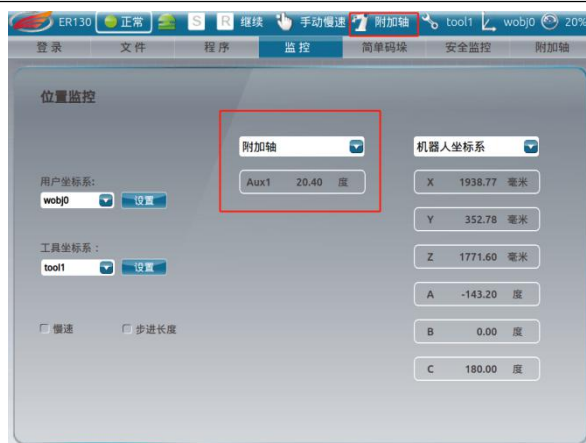 ER130 正常 S R 继续 手动慢速 附加轴 tool1 wobj0 20%
登录 文件 程序 监控 简单码垛 安全监控 附加轴
位置监控
附加轴 机器人坐标系
用户坐标系: Aux1 20.40 度 X 1938.77 毫米
wobj0 设置
Y 352.78 毫米
工具坐标系： Z 1771.60 毫米
tool1 设置
A -143.20 度
慢速 步进长度 B 0.00 度
C 180.00 度